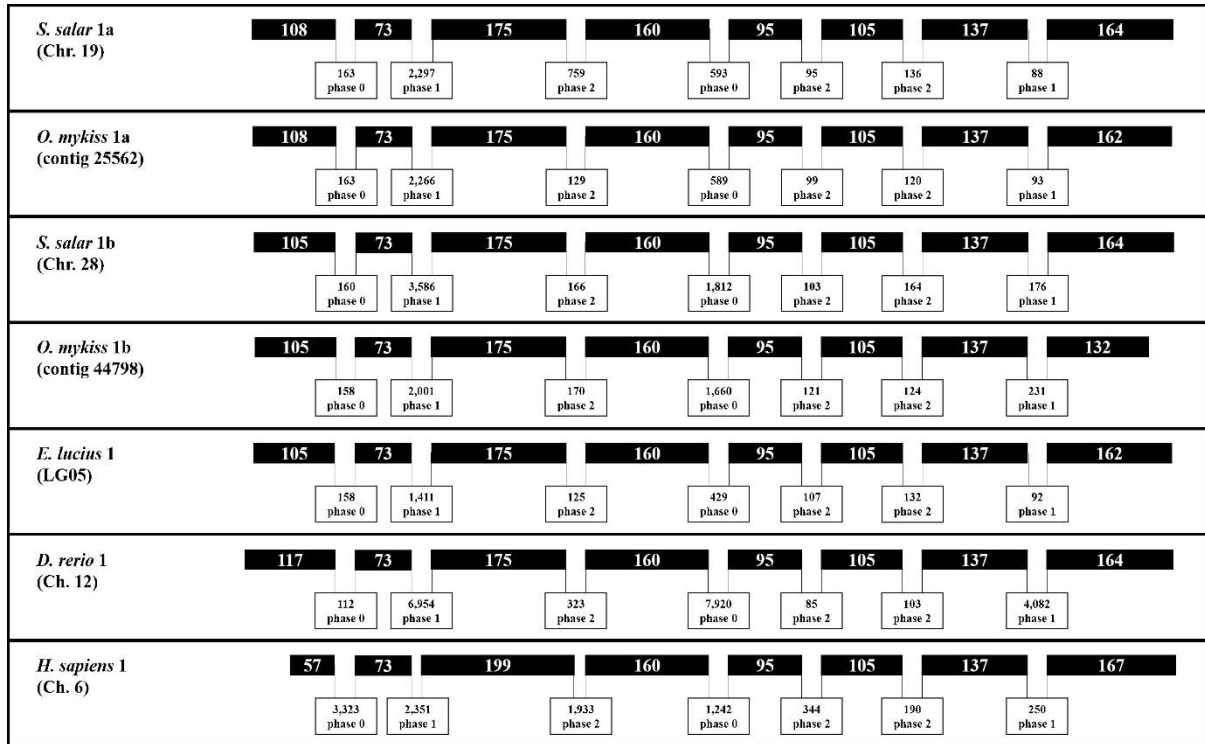 S. salar 1a
(Chr. 19)
108 73 175 160 95 105 137 164
163 2,297 759 593 95 136 88
phase 0 phase 1 phase 2 phase 0 phase 2 phase 2 phase 1
O. mykiss 1a
(contig 25562)
108 73 175 160 95 105 137 162
163 2,266 129 589 99 120 93
phase 0 phase 1 phase 2 phase 0 phase 2 phase 2 phase 1
S. salar 1b
(Chr. 28)
105 73 175 160 95 105 137 164
160 3,586 166 1,812 103 164 176
phase 0 phase 1 phase 2 phase 0 phase 2 phase 2 phase 1
O. mykiss 1b
(contig 44798)
105 73 175 160 95 105 137 132
158 2,001 170 1,660 121 124 231
phase 0 phase 1 phase 2 phase 0 phase 2 phase 2 phase 1
E. lucius 1
(LG05)
105 73 175 160 95 105 137 162
158 1,411 125 429 107 132 92
phase 0 phase 1 phase 2 phase 0 phase 2 phase 2 phase 1
D. rerio 1
(Ch. 12)
117 73 175 160 95 105 137 164
112 6,954 323 7,920 85 103 4,082
phase 0 phase 1 phase 2 phase 0 phase 2 phase 2 phase 1
H. sapiens 1
(Ch. 6)
57 73 199 160 95 105 137 167
3,323 2,351 1,933 1,242 344 190 250
phase 0 phase 1 phase 2 phase 0 phase 2 phase 2 phase 1